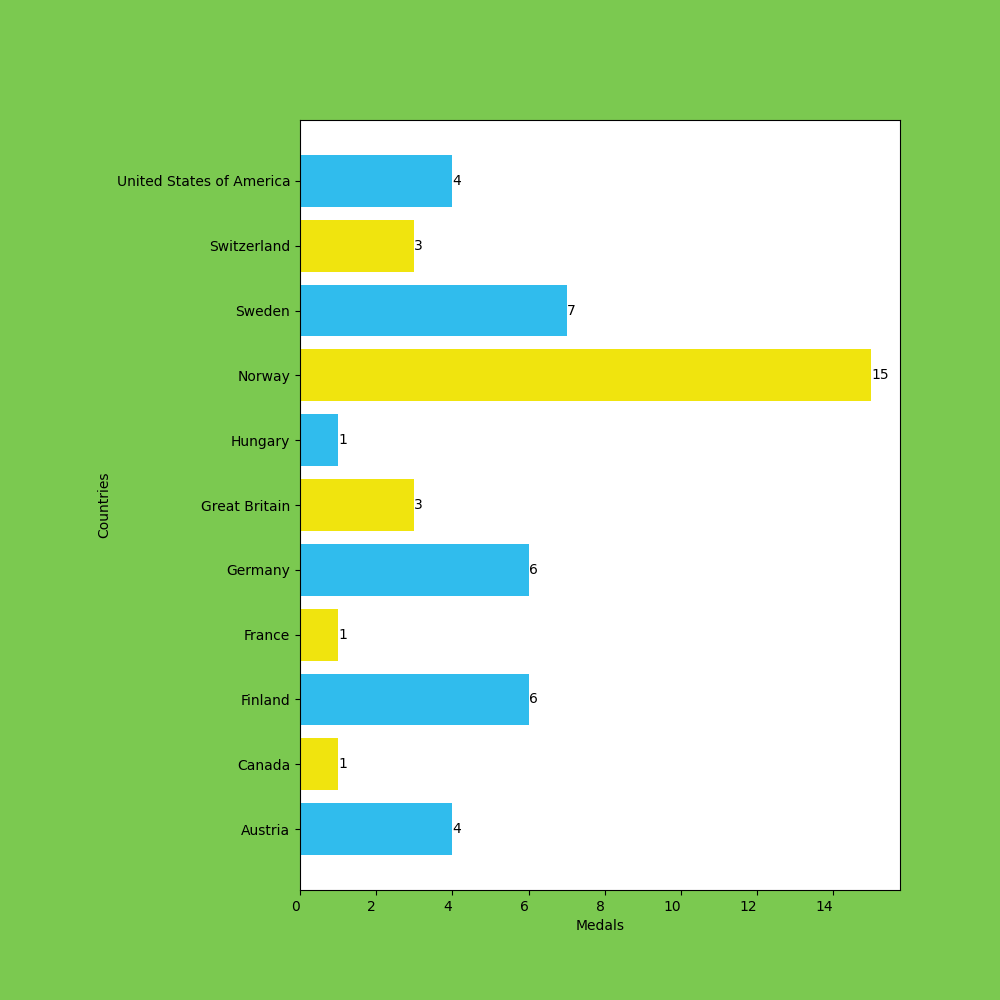 United States of America 4
Switzerland 3
Sweden 7
Norway 15
Hungary 1
Great Britain 3
Germany 6
France 1
Finland 6
Canada 1
Austria 4
Countries
0 2 4 6 8 10 12 14
Medals